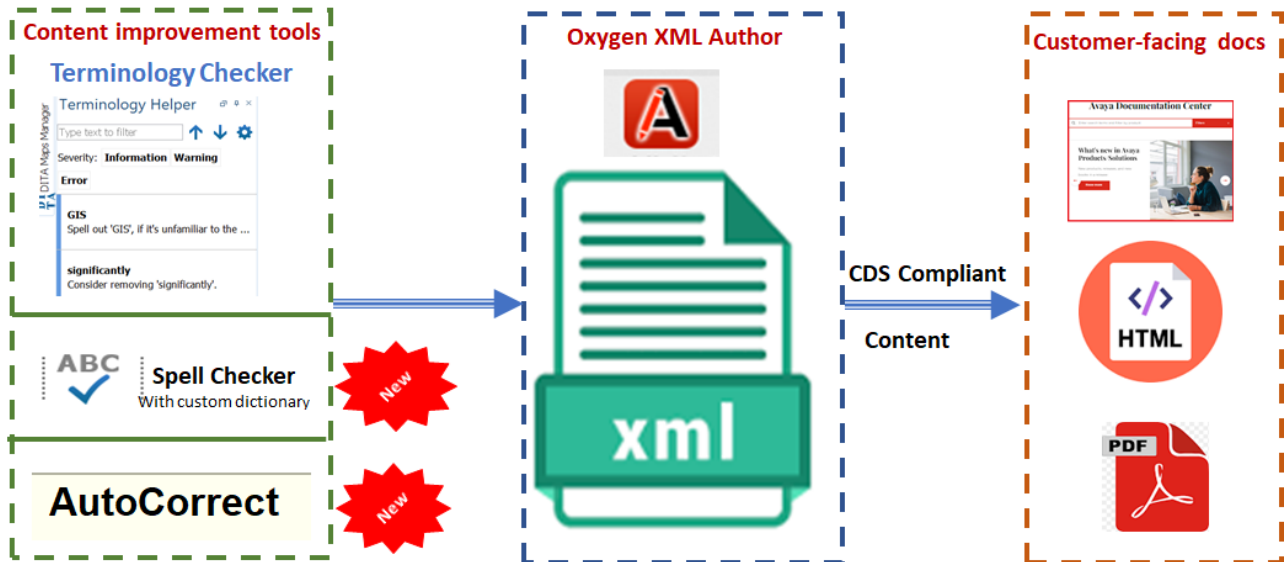 Content improvement tools
Terminology Checker
DITA Maps Manager
Terminology Helper
Type text to filter
Severity: Information Warning
Error
GIS
Spell out 'GIS', if it's unfamiliar to the ...
significantly
Consider removing 'significantly'.
ABC
Spell Checker
With custom dictionary
New
AutoCorrect
New
Oxygen XML Author
A
xml
CDS Compliant
Content
Customer-facing docs
Avaya Documentation Center
What's new in Avaya
Products Solutions
</>
HTML
PDF